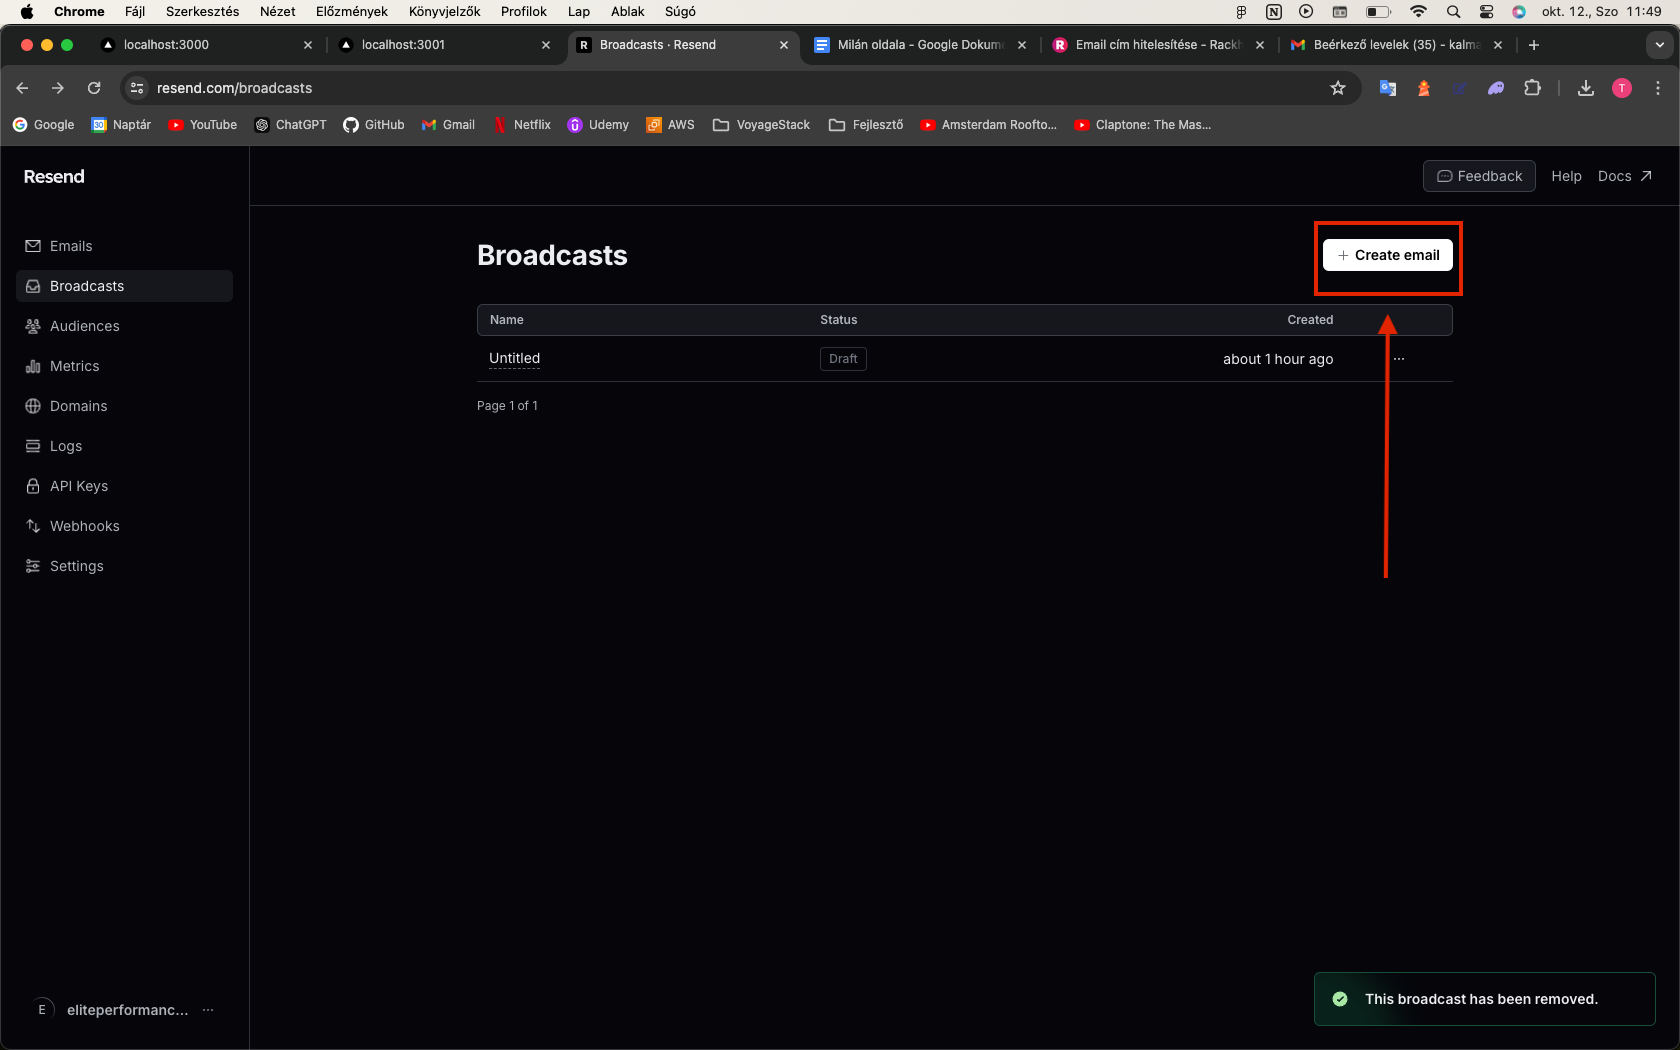 Chrome Fájl Szerkesztés Nézet Előzmények Könyvjelzők Profilok Lap Ablak Súgó okt. 12., Szo 11:49
localhost:3000 localhost:3001 Broadcasts · Resend Milán oldala - Google Dokume Email cím hitelesítése - Rackh Beérkező levelek (35) - kalma
resend.com/broadcasts T
Google Naptár YouTube ChatGPT GitHub Gmail Netflix Udemy AWS VoyageStack Fejlesztő Amsterdam Roofto... Claptone: The Mas...
Resend
Feedback Help Docs
Emails
Broadcasts
Audiences
Metrics
Domains
Logs
API Keys
Webhooks
Settings
Broadcasts
+ Create email
Name Status Created
Untitled Draft about 1 hour ago ...
Page 1 of 1
E eliteperformanc... ...
This broadcast has been removed.